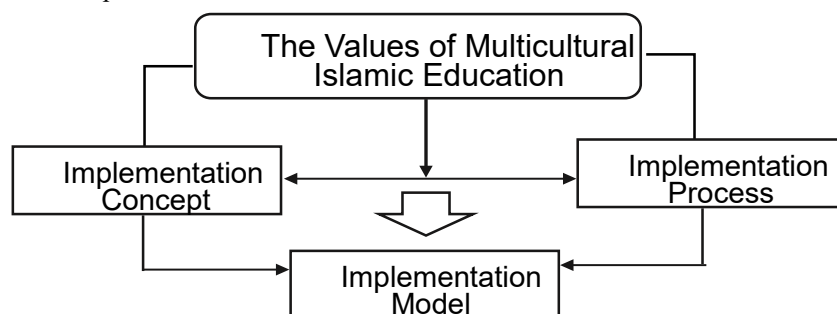 The Values of Multicultural
Islamic Education
Implementation
Concept
Implementation
Process
Implementation
Model